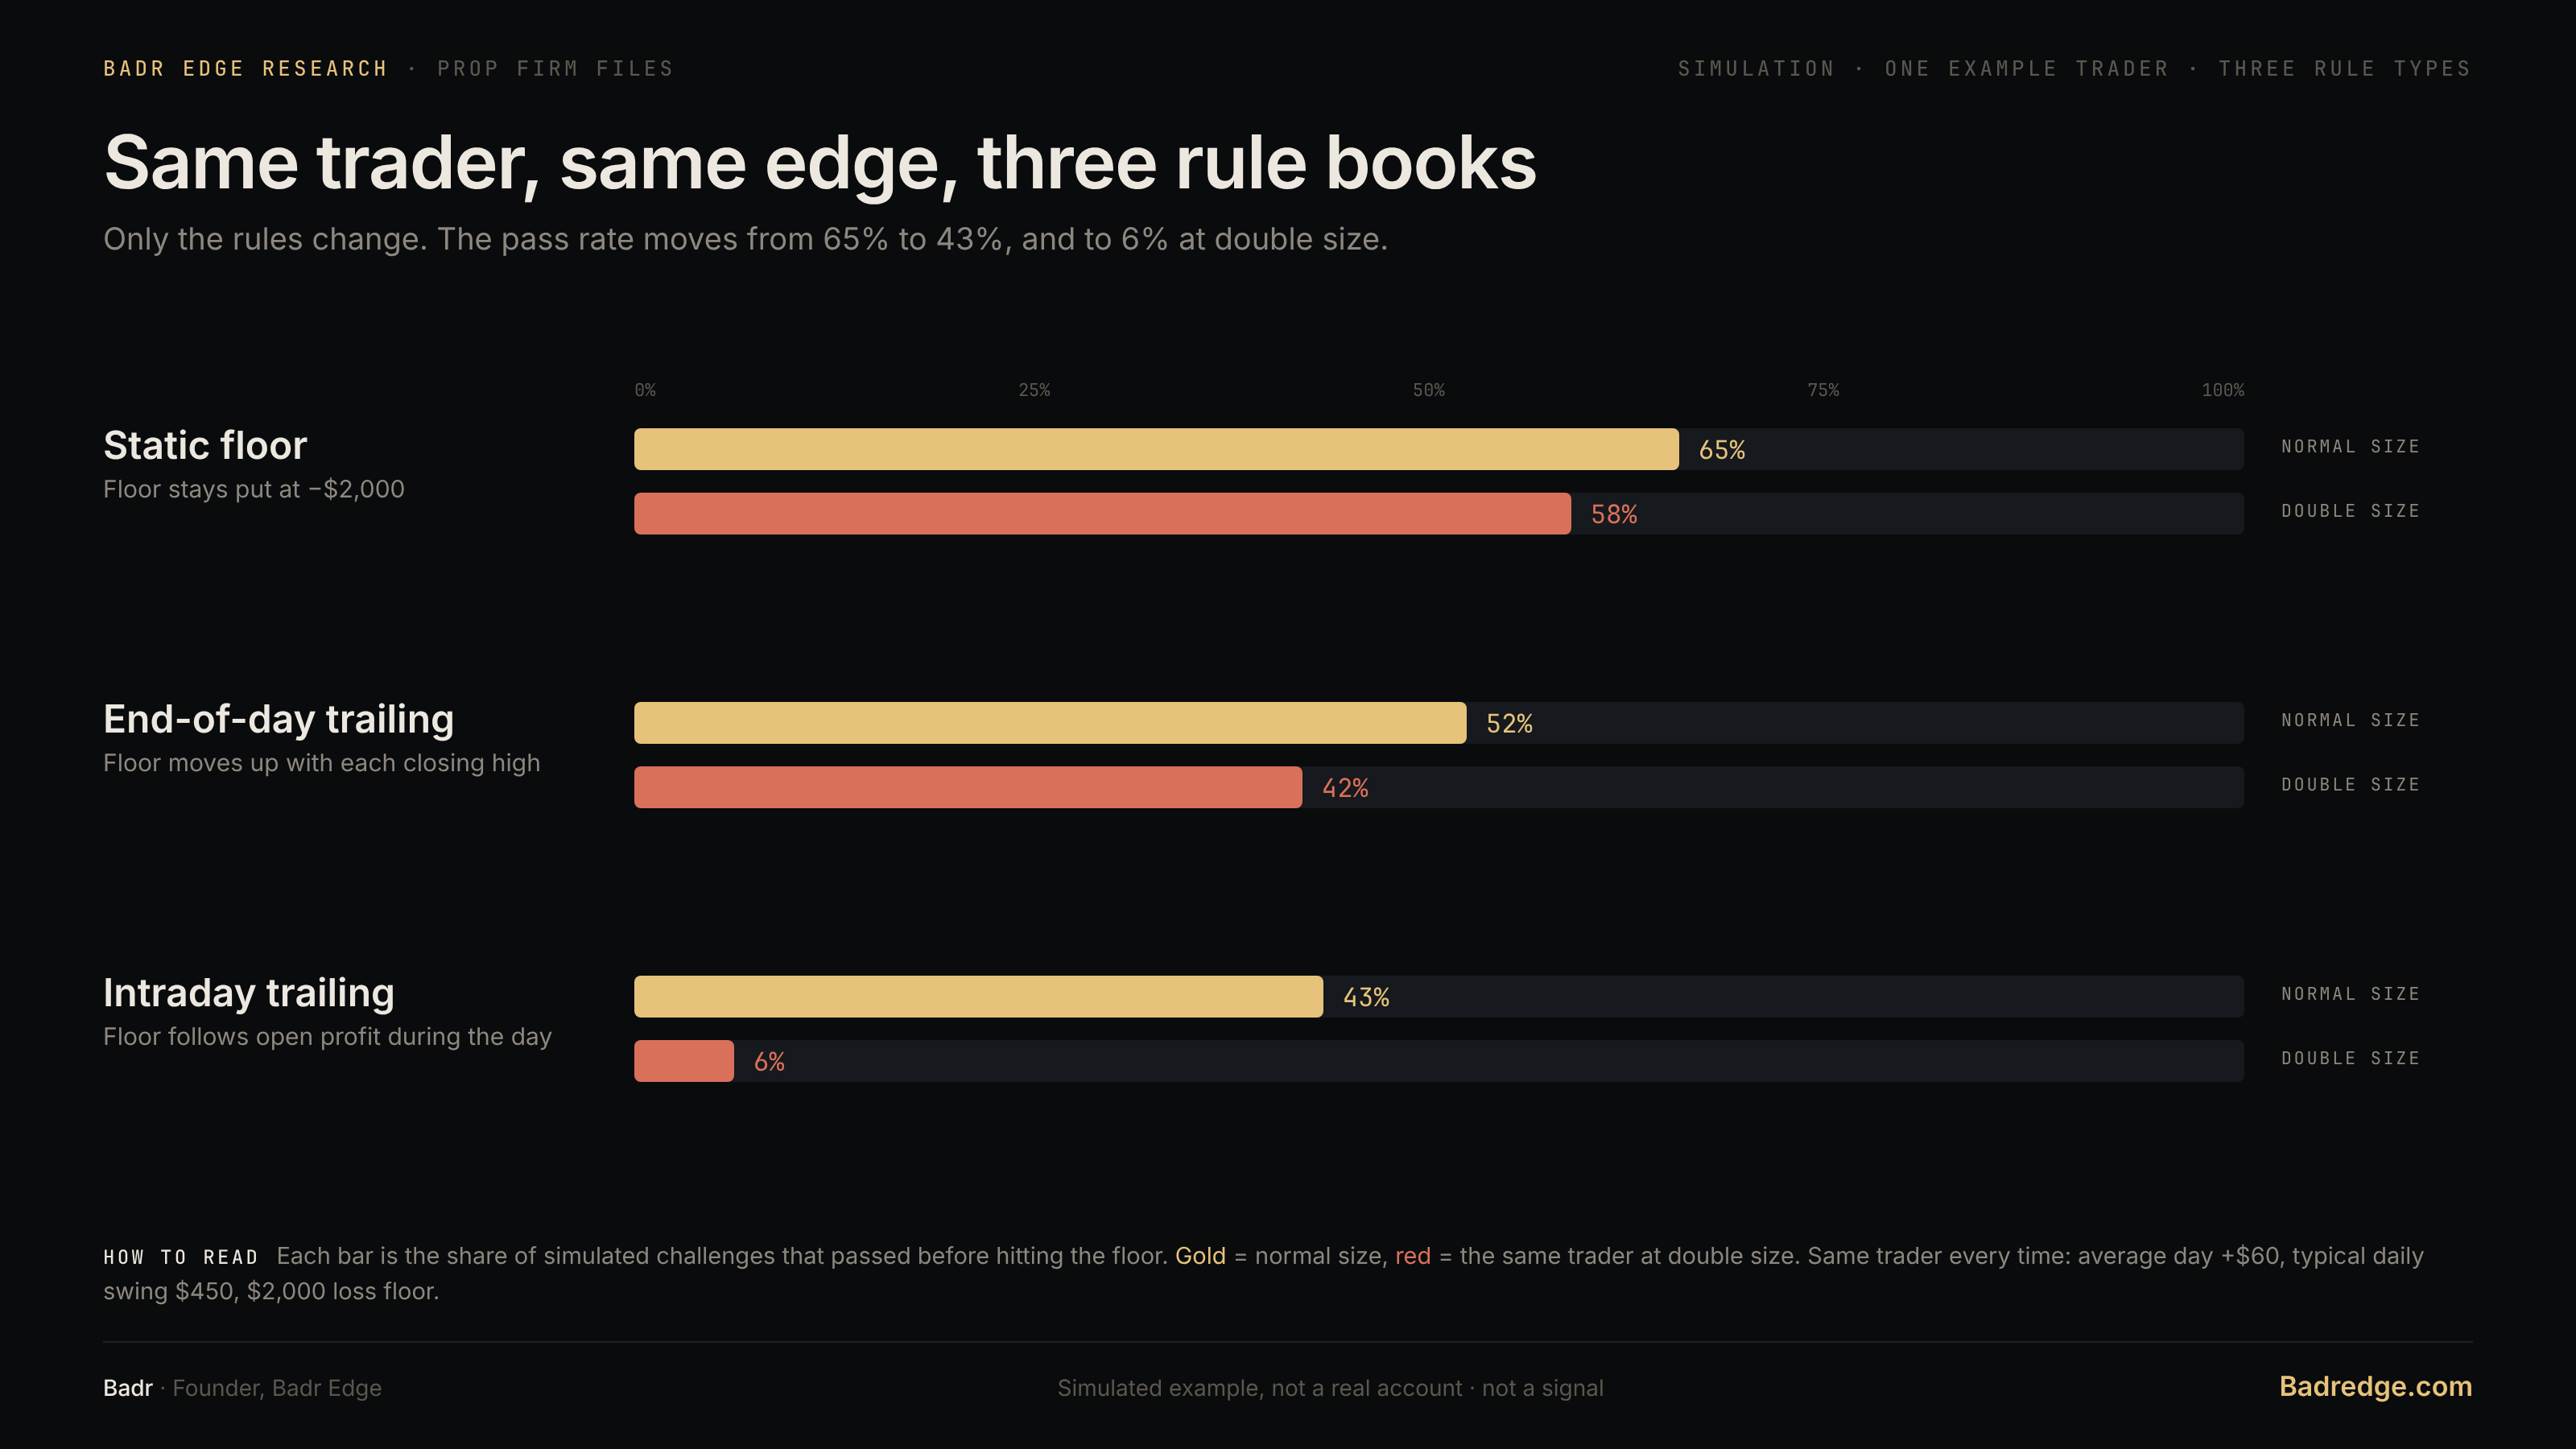 BADR EDGE RESEARCH · PROP FIRM FILES
SIMULATION · ONE EXAMPLE TRADER · THREE RULE TYPES
Same trader, same edge, three rule books
Only the rules change. The pass rate moves from 65% to 43%, and to 6% at double size.
0% 25% 50% 75% 100%
Static floor
Floor stays put at −$2,000
65% NORMAL SIZE
58% DOUBLE SIZE
End-of-day trailing
Floor moves up with each closing high
52% NORMAL SIZE
42% DOUBLE SIZE
Intraday trailing
Floor follows open profit during the day
43% NORMAL SIZE
6% DOUBLE SIZE
HOW TO READ Each bar is the share of simulated challenges that passed before hitting the floor. Gold = normal size, red = the same trader at double size. Same trader every time: average day +$60, typical daily
swing $450, $2,000 loss floor.
Badr · Founder, Badr Edge
Simulated example, not a real account · not a signal
Badredge.com